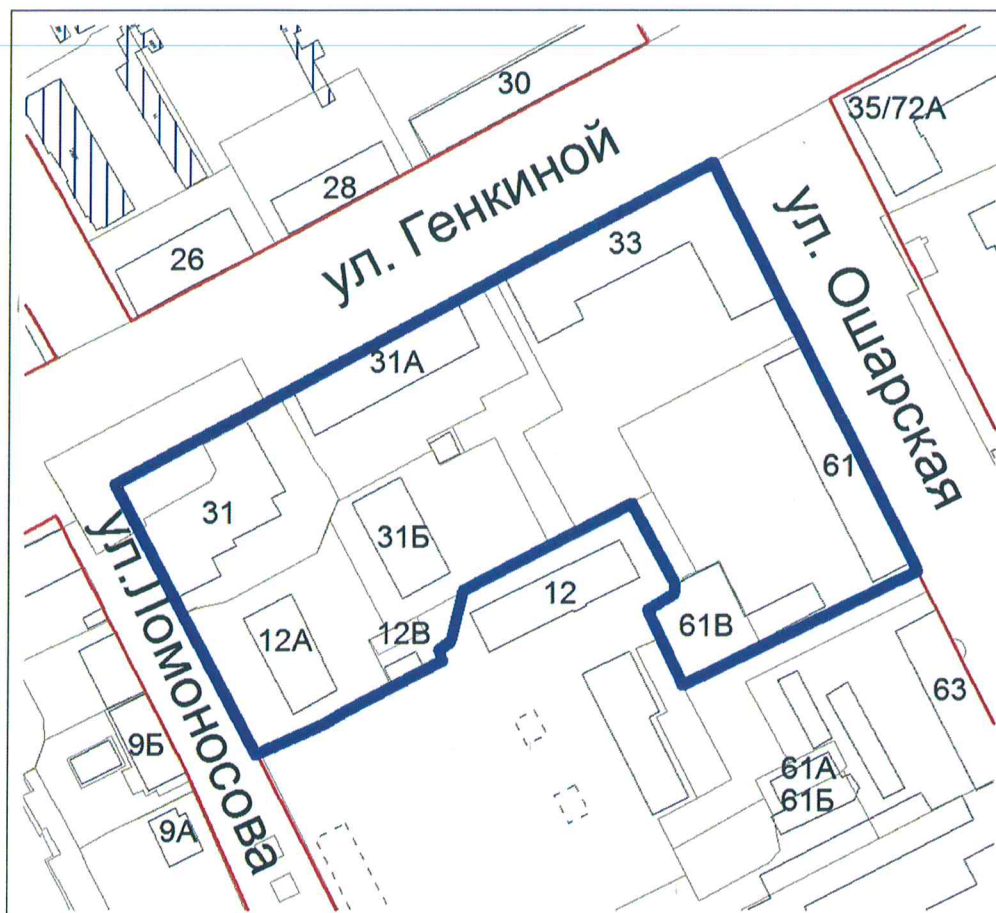 30
35/72А
28
ул. Генкиной
26
33
ул. Ошарская
31А
61
31
31Б
ул.Ломоносова
12
12А
12В
61В
63
9Б
61А
61Б
9А